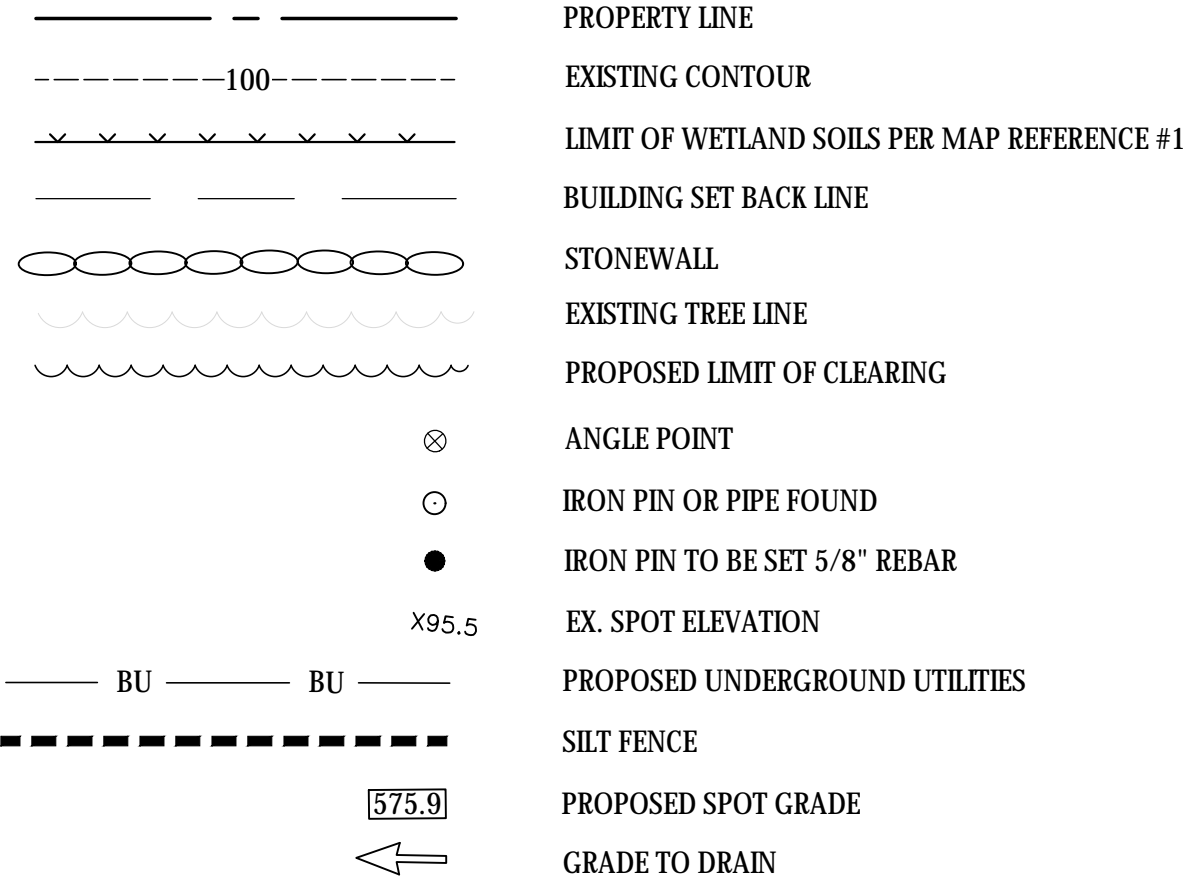 PROPERTY LINE
100 EXISTING CONTOUR
LIMIT OF WETLAND SOILS PER MAP REFERENCE #1
BUILDING SET BACK LINE
STONEWALL
EXISTING TREE LINE
PROPOSED LIMIT OF CLEARING
ANGLE POINT
IRON PIN OR PIPE FOUND
IRON PIN TO BE SET 5/8" REBAR
X95.5 EX. SPOT ELEVATION
BU BU PROPOSED UNDERGROUND UTILITIES
SILT FENCE
575.9 PROPOSED SPOT GRADE
GRADE TO DRAIN